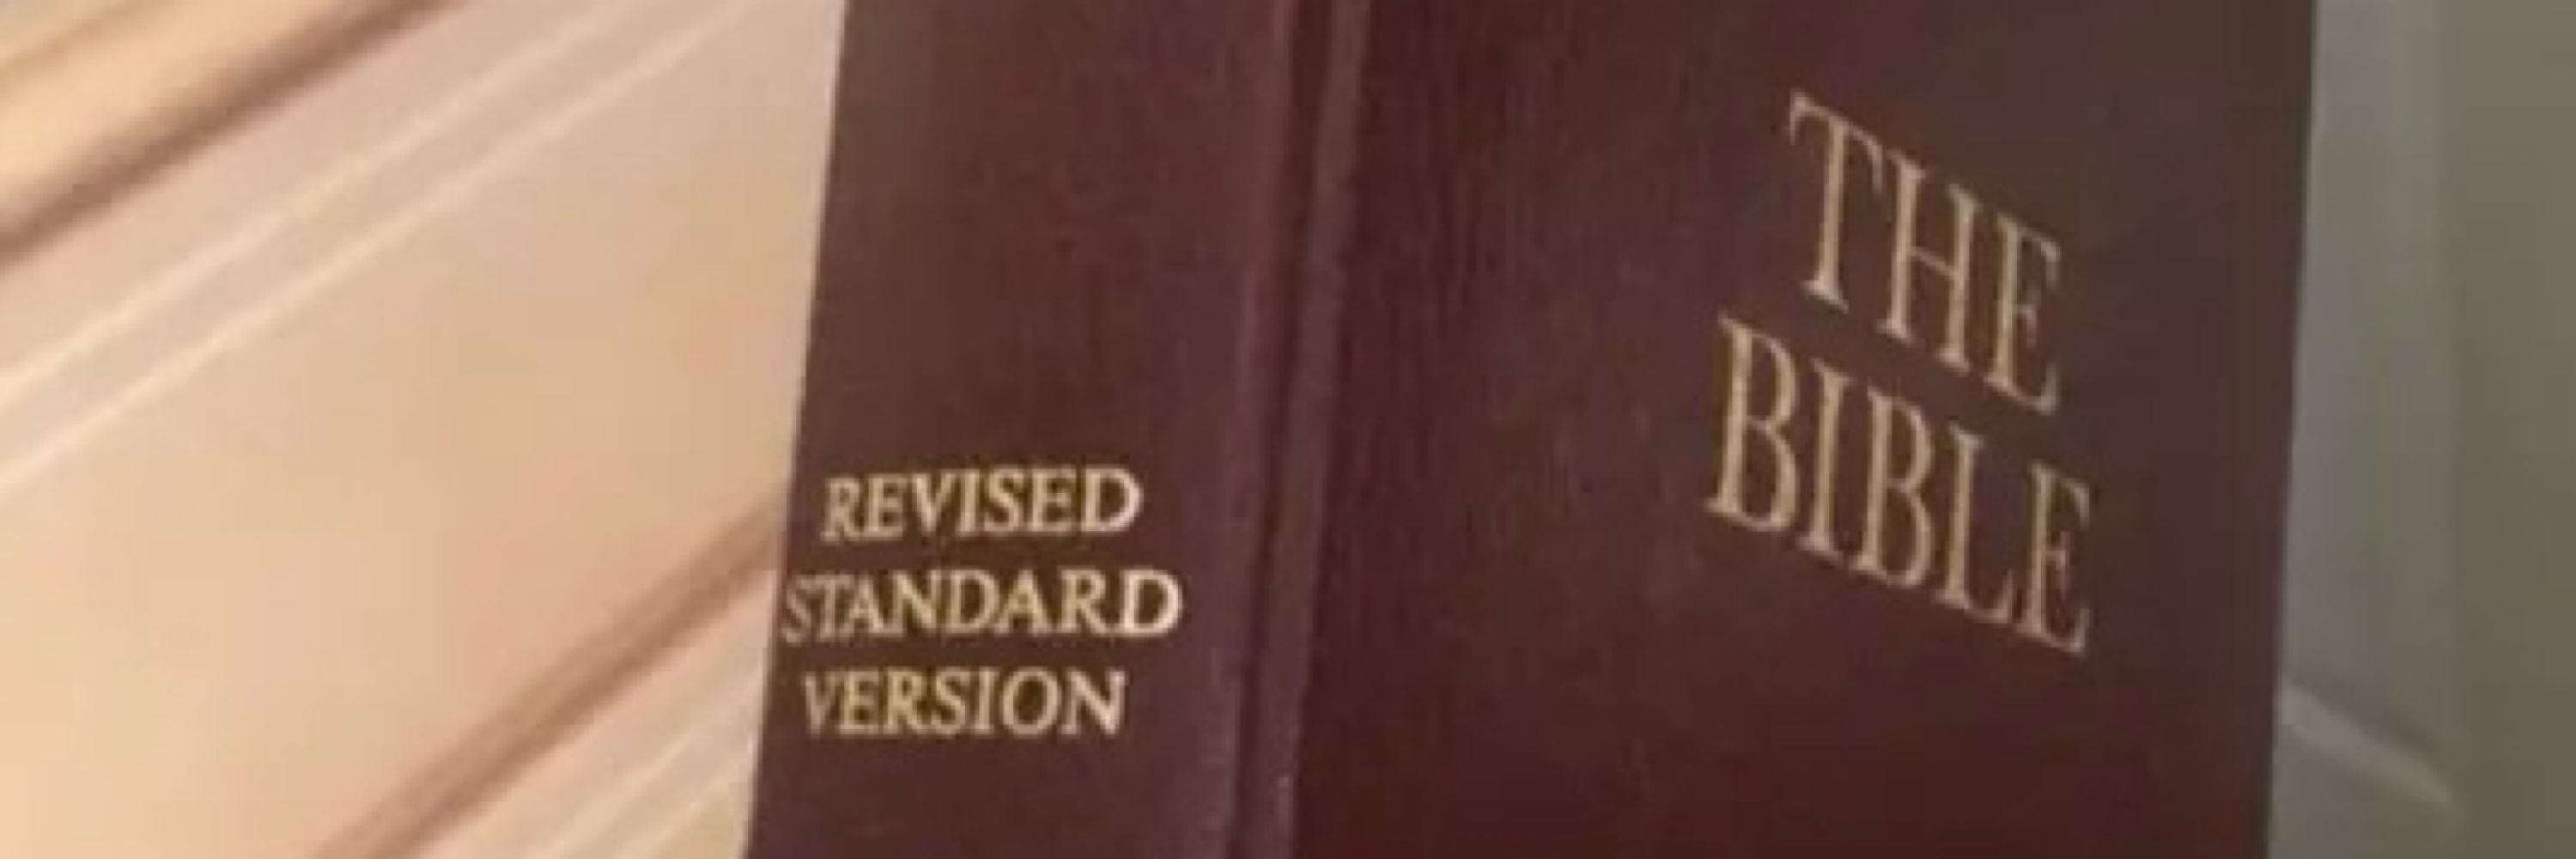 REVISED
STANDARD
VERSION
THE
BIBLE